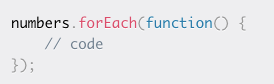 numbers.forEach(function() {
    // code
});